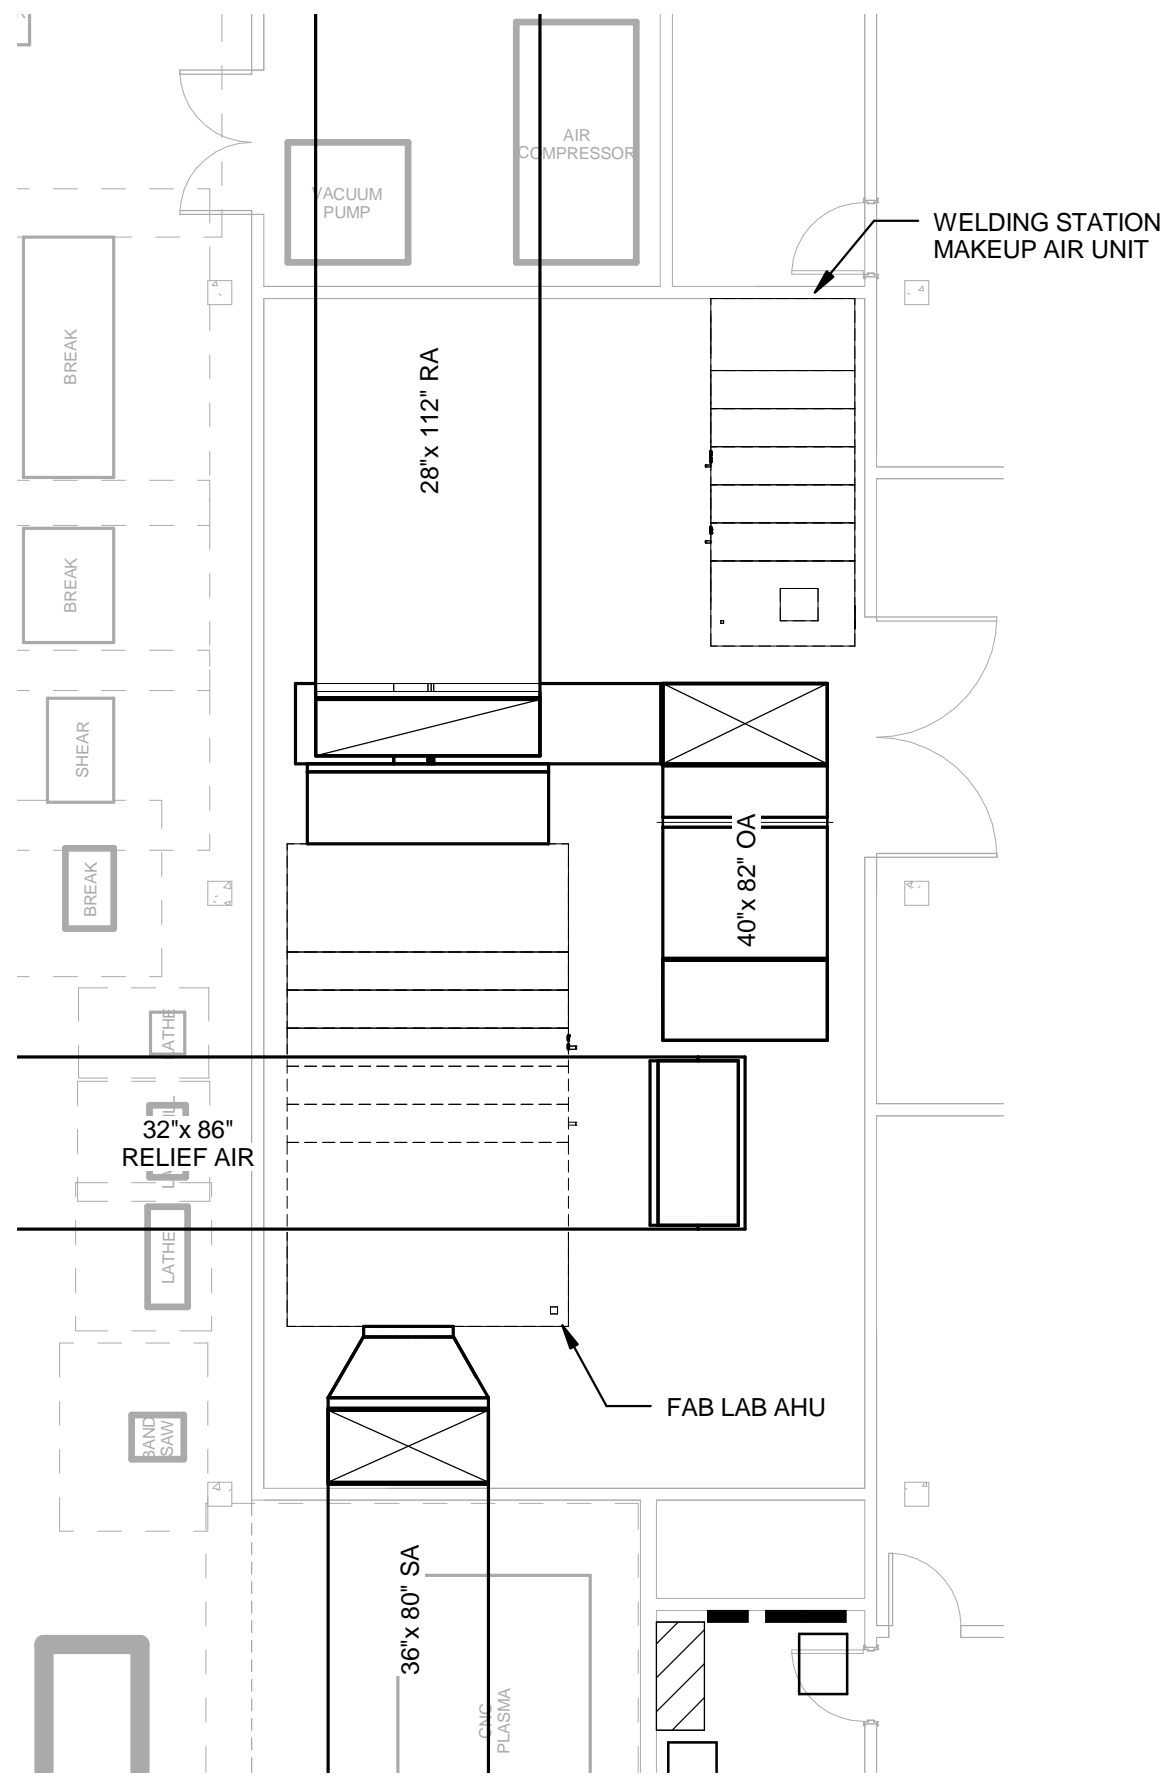 AIR
COMPRESSOR
VACUUM
PUMP
WELDING STATION
MAKEUP AIR UNIT
BREAK
28"x 112" RA
BREAK
SHEAR
BREAK
40"x 82" OA
LATHE
32"x 86"
RELIEF AIR
LATHE
FAB LAB AHU
BAND
SAW
36"x 80" SA
CNC
PLASMA